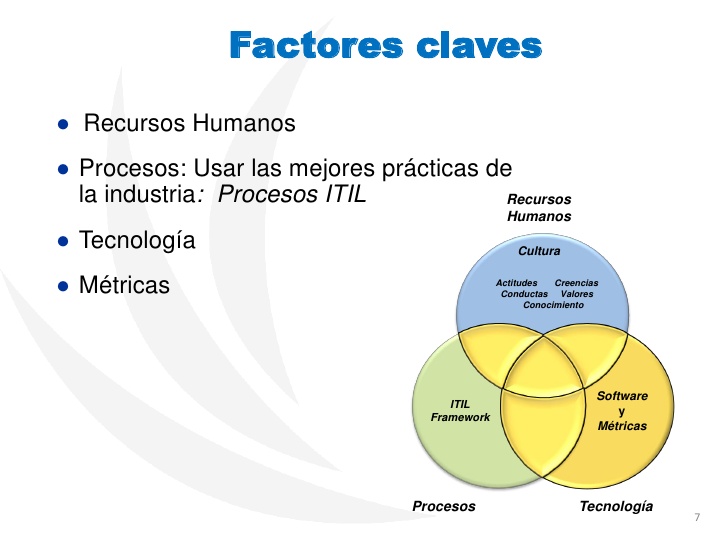 Factores claves
● Recursos Humanos
● Procesos: Usar las mejores prácticas de
la industria: Procesos ITIL
● Tecnología
● Métricas
Recursos
Humanos
Cultura
Actitudes Creencias
Conductas Valores
Conocimiento
ITIL
Framework
Software
y
Métricas
Procesos
Tecnología
7